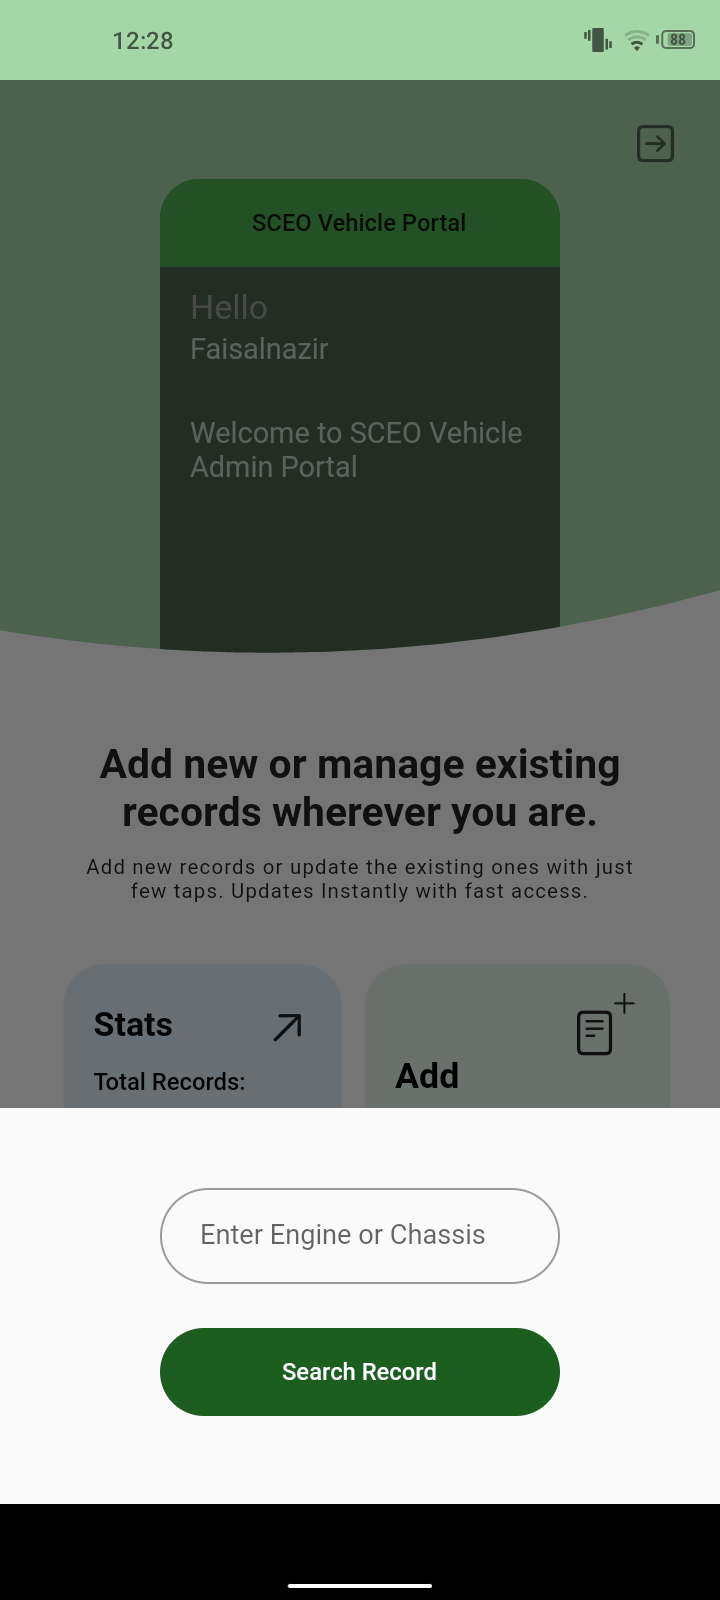 12:28
88
SCEO Vehicle Portal
Hello
Faisalnazir
Welcome to SCEO Vehicle
Admin Portal
Add new or manage existing
records wherever you are.
Add new records or update the existing ones with just
few taps. Updates Instantly with fast access.
Stats
Total Records:
Add
Enter Engine or Chassis
Search Record